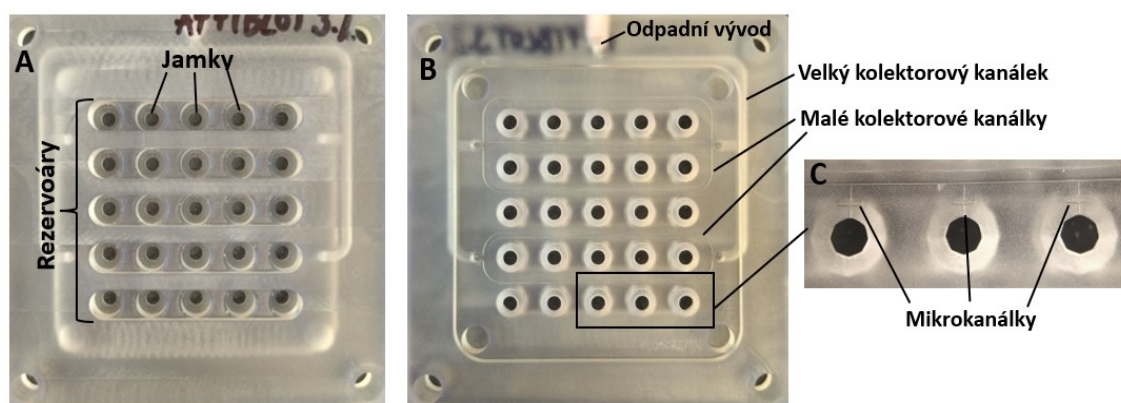 A
Jamky
Rezervoáry
B
Odpadní vývod
Velký kolektorový kanálek
Malé kolektorové kanálky
C
Mikrokanálky